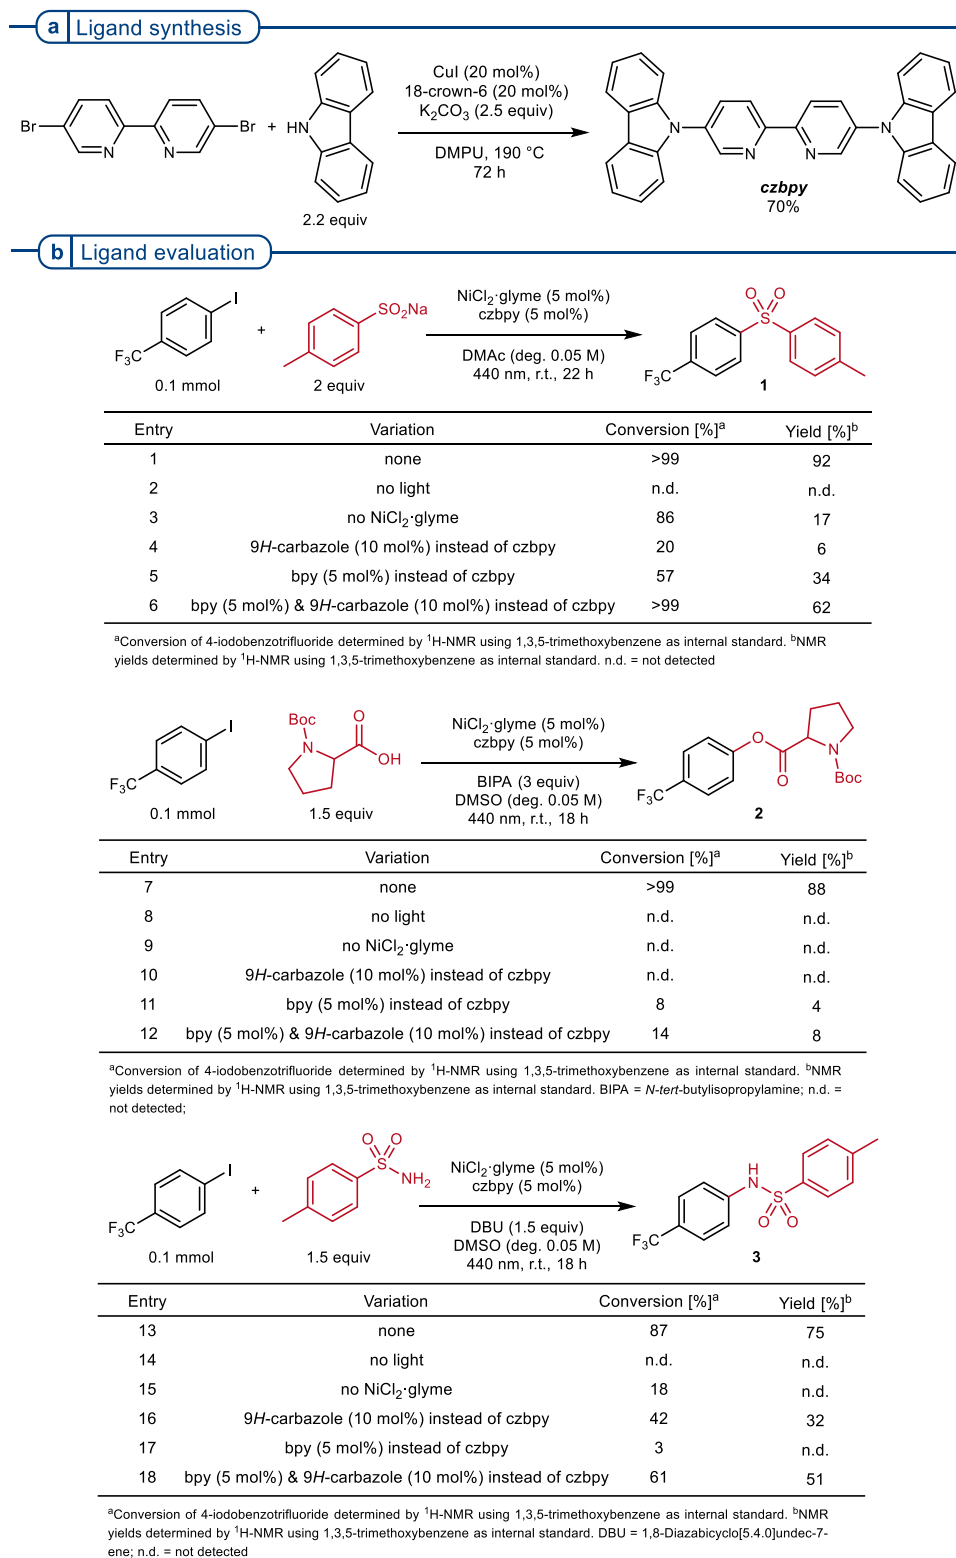 a Ligand synthesis
Br
N
N
Br
+
HN
2.2 equiv
CuI (20 mol%)
18-crown-6 (20 mol%)
K2CO3 (2.5 equiv)
DMPU, 190 °C
72 h
N
N
N
N
czbpy
70%
b Ligand evaluation
I
F3C
0.1 mmol
+
SO2Na
2 equiv
NiCl2·glyme (5 mol%)
czbpy (5 mol%)
DMAc (deg. 0.05 M)
440 nm, r.t., 22 h
O O
S
F3C
1
Entry Variation Conversion [%]a Yield [%]b
1 none >99 92
2 no light n.d. n.d.
3 no NiCl2·glyme 86 17
4 9H-carbazole (10 mol%) instead of czbpy 20 6
5 bpy (5 mol%) instead of czbpy 57 34
6 bpy (5 mol%) & 9H-carbazole (10 mol%) instead of czbpy >99 62
aConversion of 4-iodobenzotrifluoride determined by 1H-NMR using 1,3,5-trimethoxybenzene as internal standard. bNMR
yields determined by 1H-NMR using 1,3,5-trimethoxybenzene as internal standard. n.d. = not detected
I
F3C
0.1 mmol
Boc
N
O
OH
1.5 equiv
NiCl2·glyme (5 mol%)
czbpy (5 mol%)
BIPA (3 equiv)
DMSO (deg. 0.05 M)
440 nm, r.t., 18 h
O
O
N
Boc
F3C
2
Entry Variation Conversion [%]a Yield [%]b
7 none >99 88
8 no light n.d. n.d.
9 no NiCl2·glyme n.d. n.d.
10 9H-carbazole (10 mol%) instead of czbpy n.d. n.d.
11 bpy (5 mol%) instead of czbpy 8 4
12 bpy (5 mol%) & 9H-carbazole (10 mol%) instead of czbpy 14 8
aConversion of 4-iodobenzotrifluoride determined by 1H-NMR using 1,3,5-trimethoxybenzene as internal standard. bNMR
yields determined by 1H-NMR using 1,3,5-trimethoxybenzene as internal standard. BIPA = N-tert-butylisopropylamine; n.d. =
not detected;
I
F3C
0.1 mmol
+
O O
S
NH2
1.5 equiv
NiCl2·glyme (5 mol%)
czbpy (5 mol%)
DBU (1.5 equiv)
DMSO (deg. 0.05 M)
440 nm, r.t., 18 h
H
N
S
O O
F3C
3
Entry Variation Conversion [%]a Yield [%]b
13 none 87 75
14 no light n.d. n.d.
15 no NiCl2·glyme 18 n.d.
16 9H-carbazole (10 mol%) instead of czbpy 42 32
17 bpy (5 mol%) instead of czbpy 3 n.d.
18 bpy (5 mol%) & 9H-carbazole (10 mol%) instead of czbpy 61 51
aConversion of 4-iodobenzotrifluoride determined by 1H-NMR using 1,3,5-trimethoxybenzene as internal standard. bNMR
yields determined by 1H-NMR using 1,3,5-trimethoxybenzene as internal standard. DBU = 1,8-Diazabicyclo[5.4.0]undec-7-
ene; n.d. = not detected